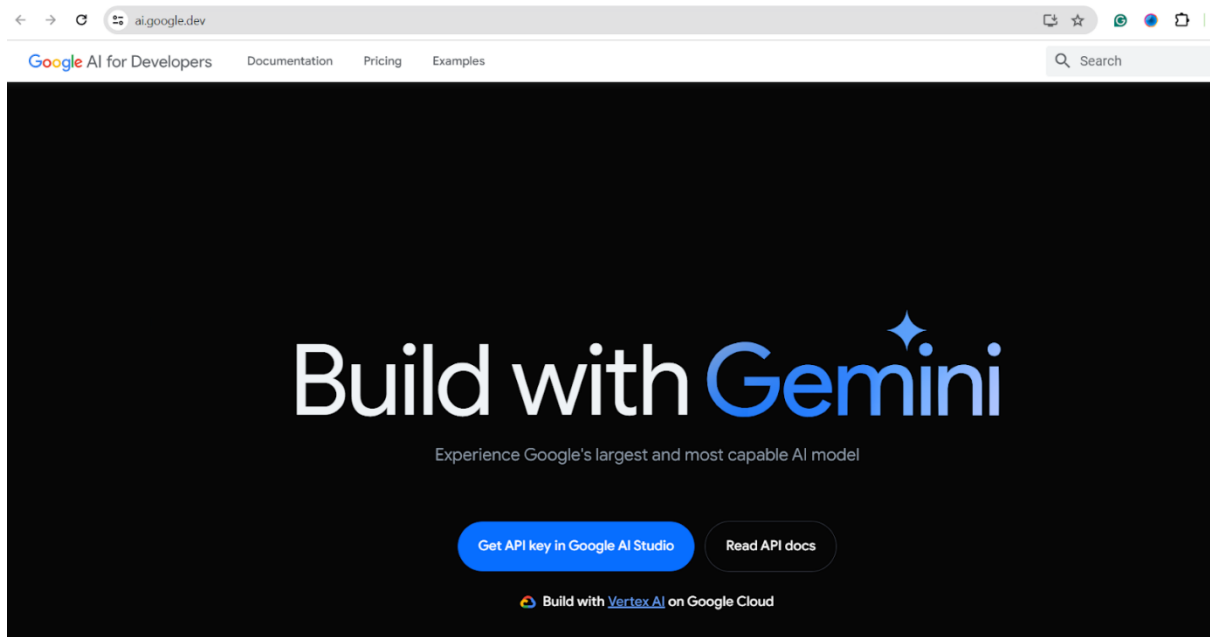 ai.google.dev
Google AI for Developers Documentation Pricing Examples Search
Build with Gemini
Experience Google's largest and most capable AI model
Get API key in Google AI Studio Read API docs
Build with Vertex AI on Google Cloud